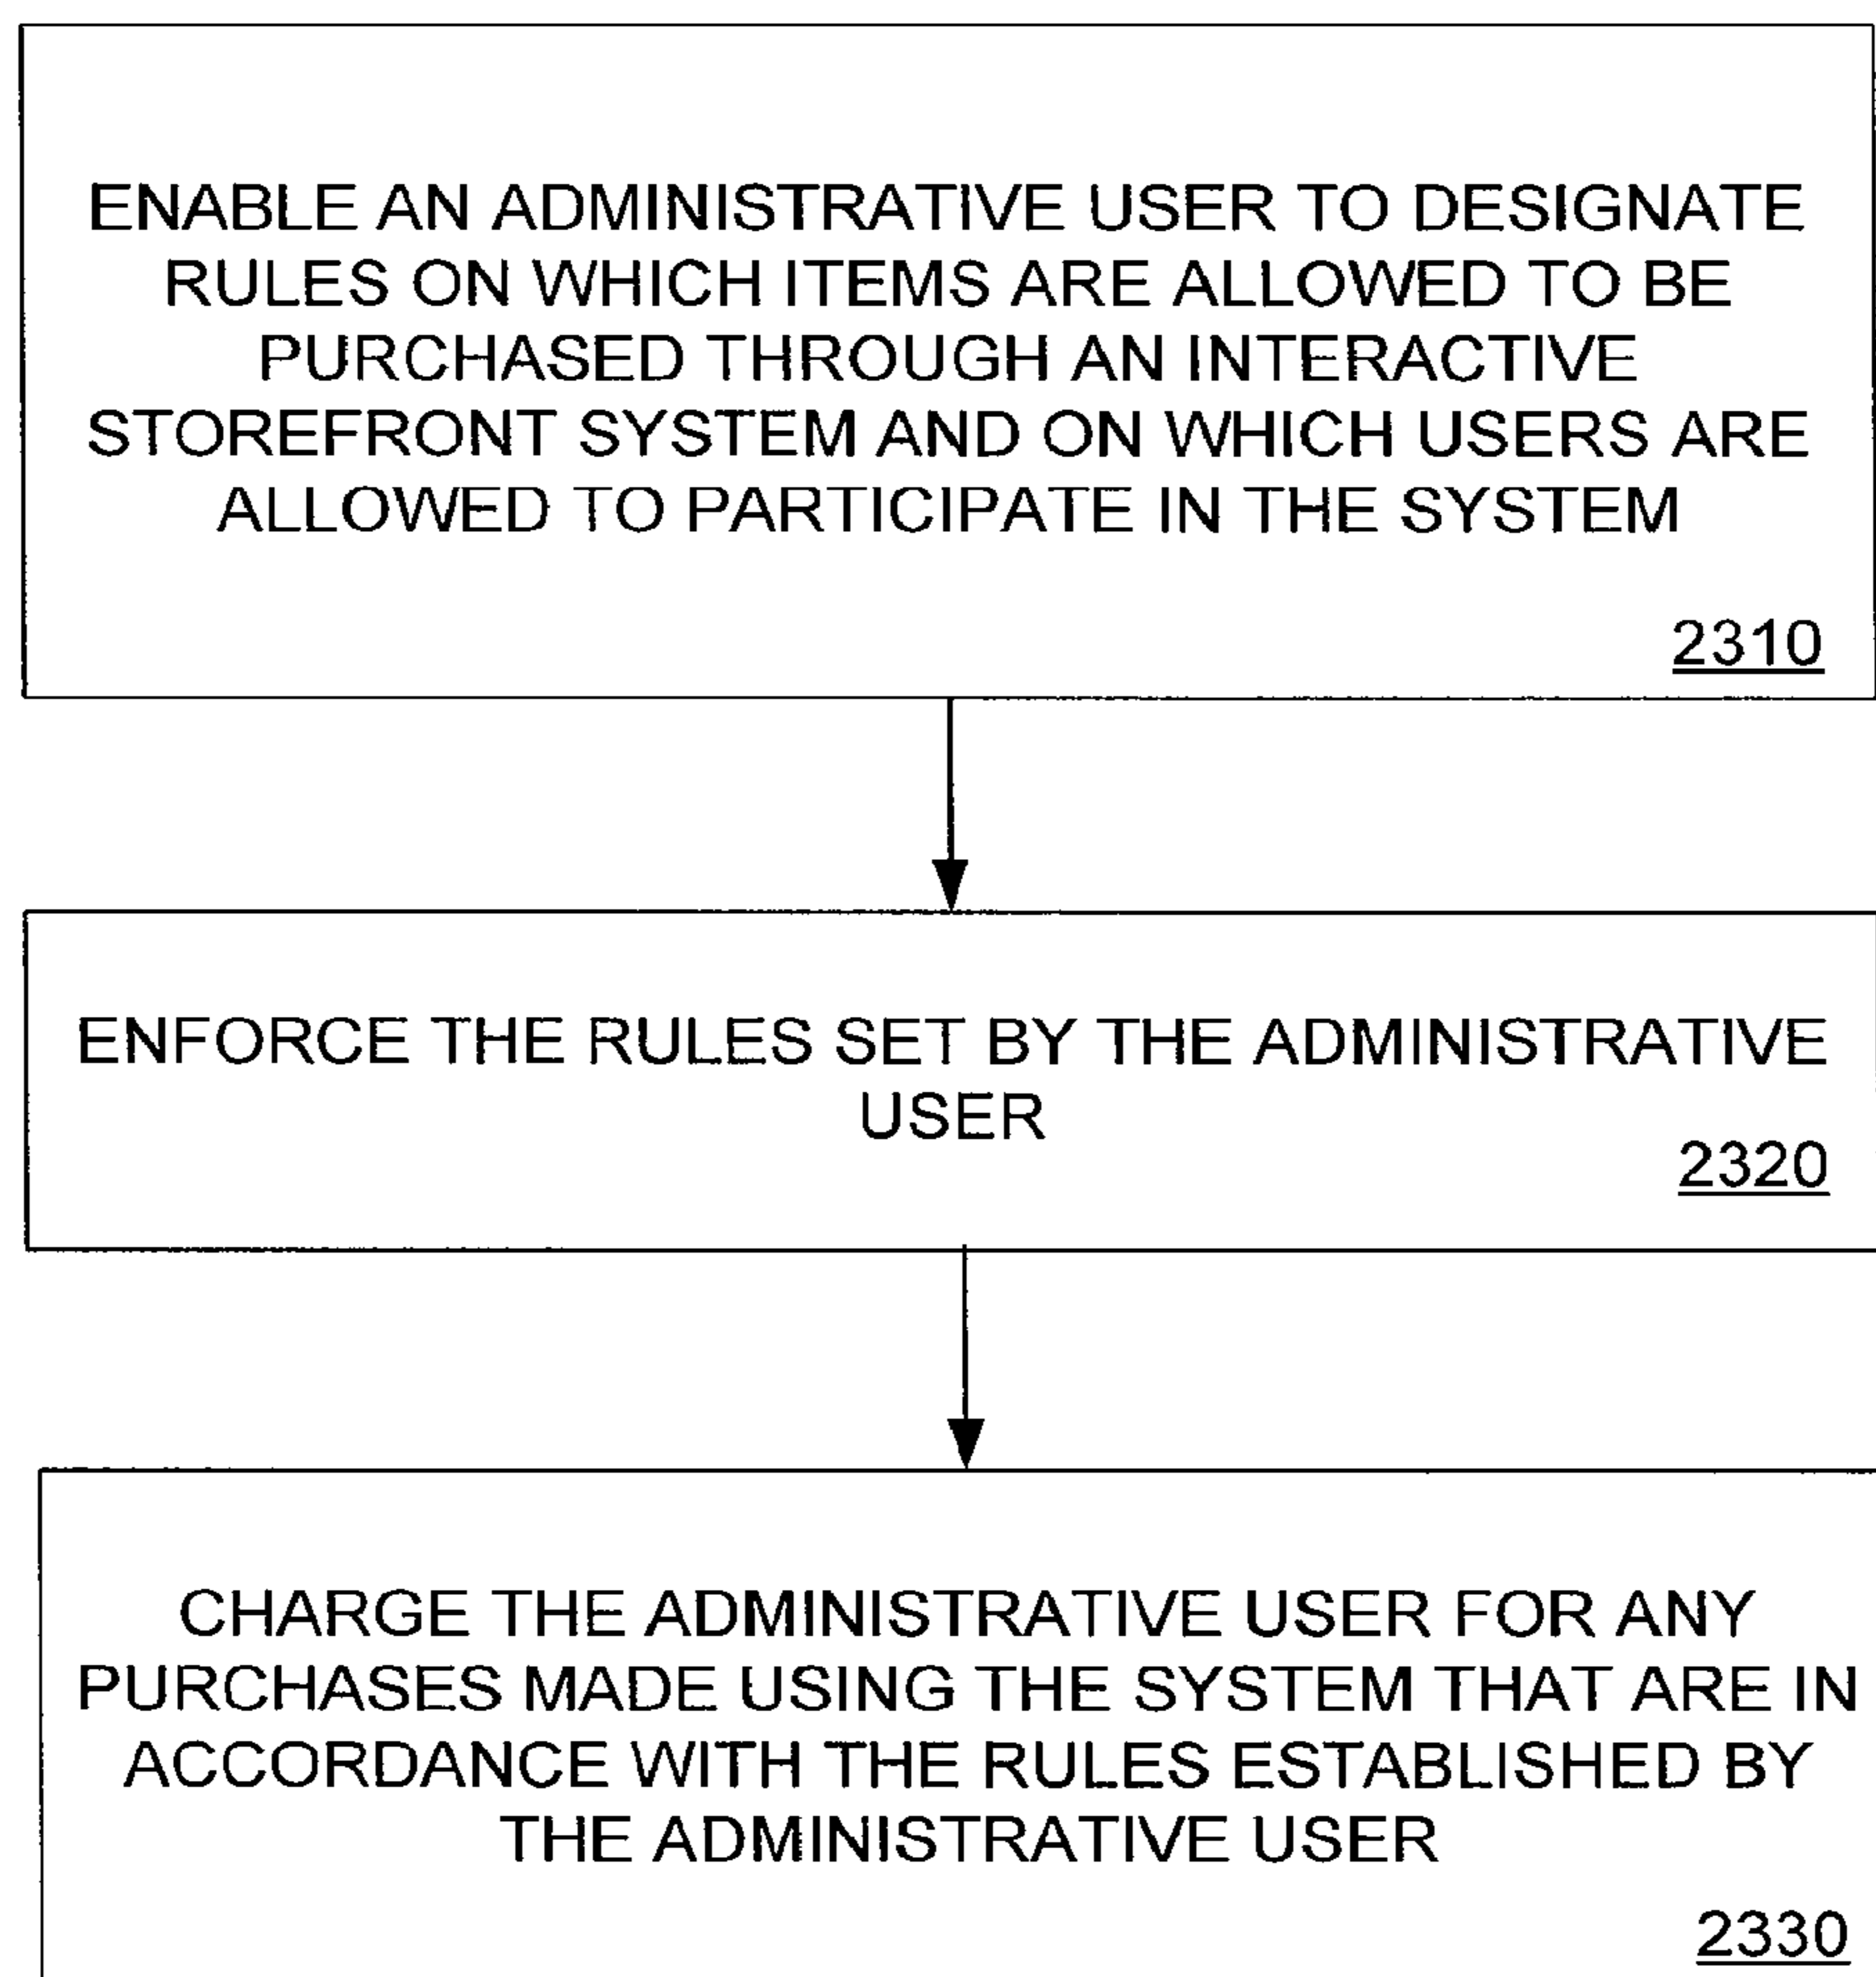 ENABLE AN ADMINISTRATIVE USER TO DESIGNATE
RULES ON WHICH ITEMS ARE ALLOWED TO BE
PURCHASED THROUGH AN INTERACTIVE
STOREFRONT SYSTEM AND ON WHICH USERS ARE
ALLOWED TO PARTICIPATE IN THE SYSTEM
2310
ENFORCE THE RULES SET BY THE ADMINISTRATIVE
USER
2320
CHARGE THE ADMINISTRATIVE USER FOR ANY
PURCHASES MADE USING THE SYSTEM THAT ARE IN
ACCORDANCE WITH THE RULES ESTABLISHED BY
THE ADMINISTRATIVE USER
2330